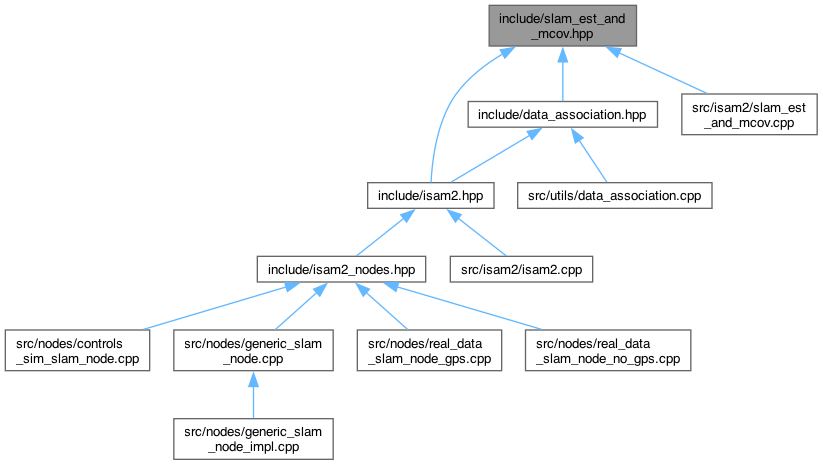 include/slam_est_and
_mcov.hpp
include/data_association.hpp
src/isam2/slam_est
_and_mcov.cpp
include/isam2.hpp
src/utils/data_association.cpp
include/isam2_nodes.hpp
src/isam2/isam2.cpp
src/nodes/controls
_sim_slam_node.cpp
src/nodes/generic_slam
_node.cpp
src/nodes/real_data
_slam_node_gps.cpp
src/nodes/real_data
_slam_node_no_gps.cpp
src/nodes/generic_slam
_node_impl.cpp